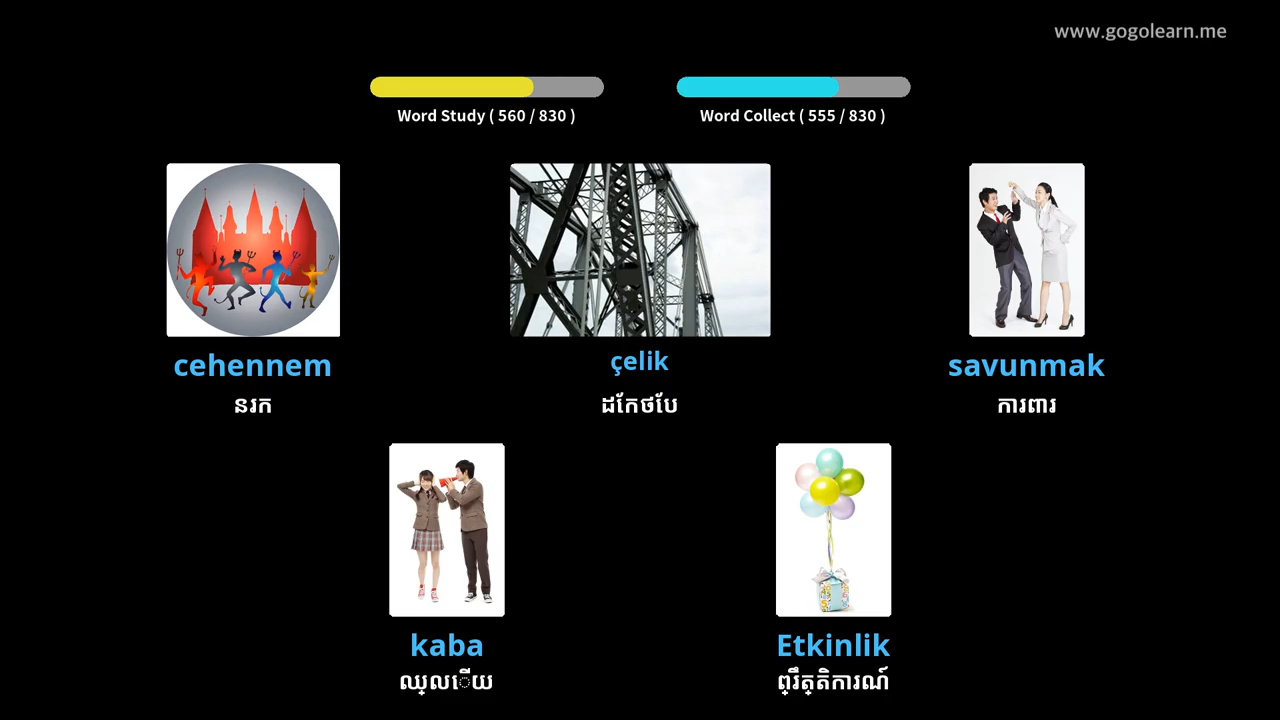 www.gogolearn.me
Word Study ( 560 / 830 )
Word Collect ( 555 / 830 )
cehennem
çelik
savunmak
នរក
ដកែថបែ
ការពារ
kaba
Etkinlik
ឈ្លើយ
ព្រឹត្តិការណ៍